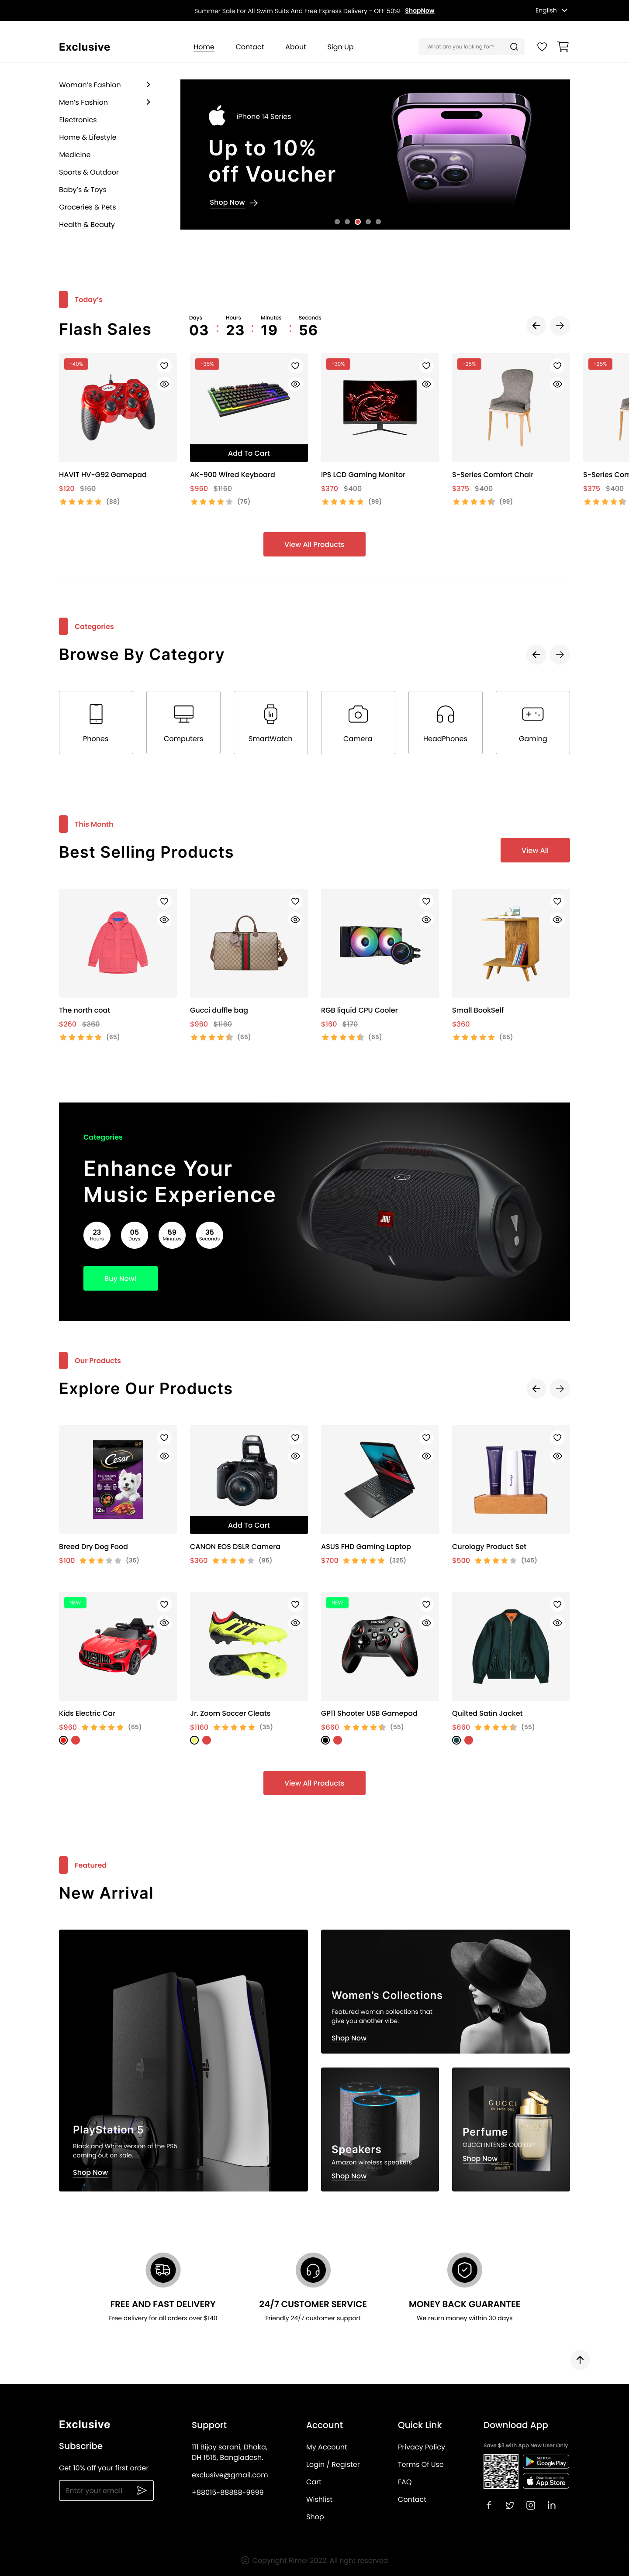 Summer Sale For All Swim Suits And Free Express Delivery - OFF 50%! ShopNow
English
Exclusive
Home
Contact
About
Sign Up
What are you looking for?
Woman's Fashion
Men's Fashion
Electronics
Home & Lifestyle
Medicine
Sports & Outdoor
Baby's & Toys
Groceries & Pets
Health & Beauty
iPhone 14 Series
Up to 10%
off Voucher
Shop Now
Today's
Flash Sales
Days
03
:
Hours
23
:
Minutes
19
:
Seconds
56
-40%
HAVIT HV-G92 Gamepad
$120 $160
(88)
-35%
Add To Cart
AK-900 Wired Keyboard
$960 $1160
(75)
-30%
IPS LCD Gaming Monitor
$370 $400
(99)
-25%
S-Series Comfort Chair
$375 $400
(99)
-25%
S-Series Com
$375 $400
View All Products
Categories
Browse By Category
Phones
Computers
SmartWatch
Camera
HeadPhones
Gaming
This Month
Best Selling Products
View All
The north coat
$260 $360
(65)
Gucci duffle bag
$960 $1160
(65)
RGB liquid CPU Cooler
$160 $170
(65)
Small BookSelf
$360
(65)
Categories
Enhance Your
Music Experience
23
Hours
05
Days
59
Minutes
35
Seconds
Buy Now!
JBL
Our Products
Explore Our Products
Cesar
Breed Dry Dog Food
$100 (35)
Add To Cart
CANON EOS DSLR Camera
$360 (95)
ASUS FHD Gaming Laptop
$700 (325)
Curology Product Set
$500 (145)
NEW
Kids Electric Car
$960 (65)
Jr. Zoom Soccer Cleats
$1160 (35)
NEW
GP11 Shooter USB Gamepad
$660 (55)
Quilted Satin Jacket
$660 (55)
View All Products
Featured
New Arrival
PlayStation 5
Black and White version of the PS5
coming out on sale.
Shop Now
Women's Collections
Featured woman collections that
give you another vibe.
Shop Now
Speakers
Amazon wireless speakers
Shop Now
GUCCI
Perfume
GUCCI INTENSE OUD EDP
Shop Now
FREE AND FAST DELIVERY
Free delivery for all orders over $140
24/7 CUSTOMER SERVICE
Friendly 24/7 customer support
MONEY BACK GUARANTEE
We reurn money within 30 days
Exclusive
Subscribe
Get 10% off your first order
Enter your email
Support
111 Bijoy sarani, Dhaka,
DH 1515, Bangladesh.
exclusive@gmail.com
+88015-88888-9999
Account
My Account
Login / Register
Cart
Wishlist
Shop
Quick Link
Privacy Policy
Terms Of Use
FAQ
Contact
Download App
Save $3 with App New User Only
GET IT ON
Google Play
Download on the
App Store
© Copyright Rimel 2022. All right reserved